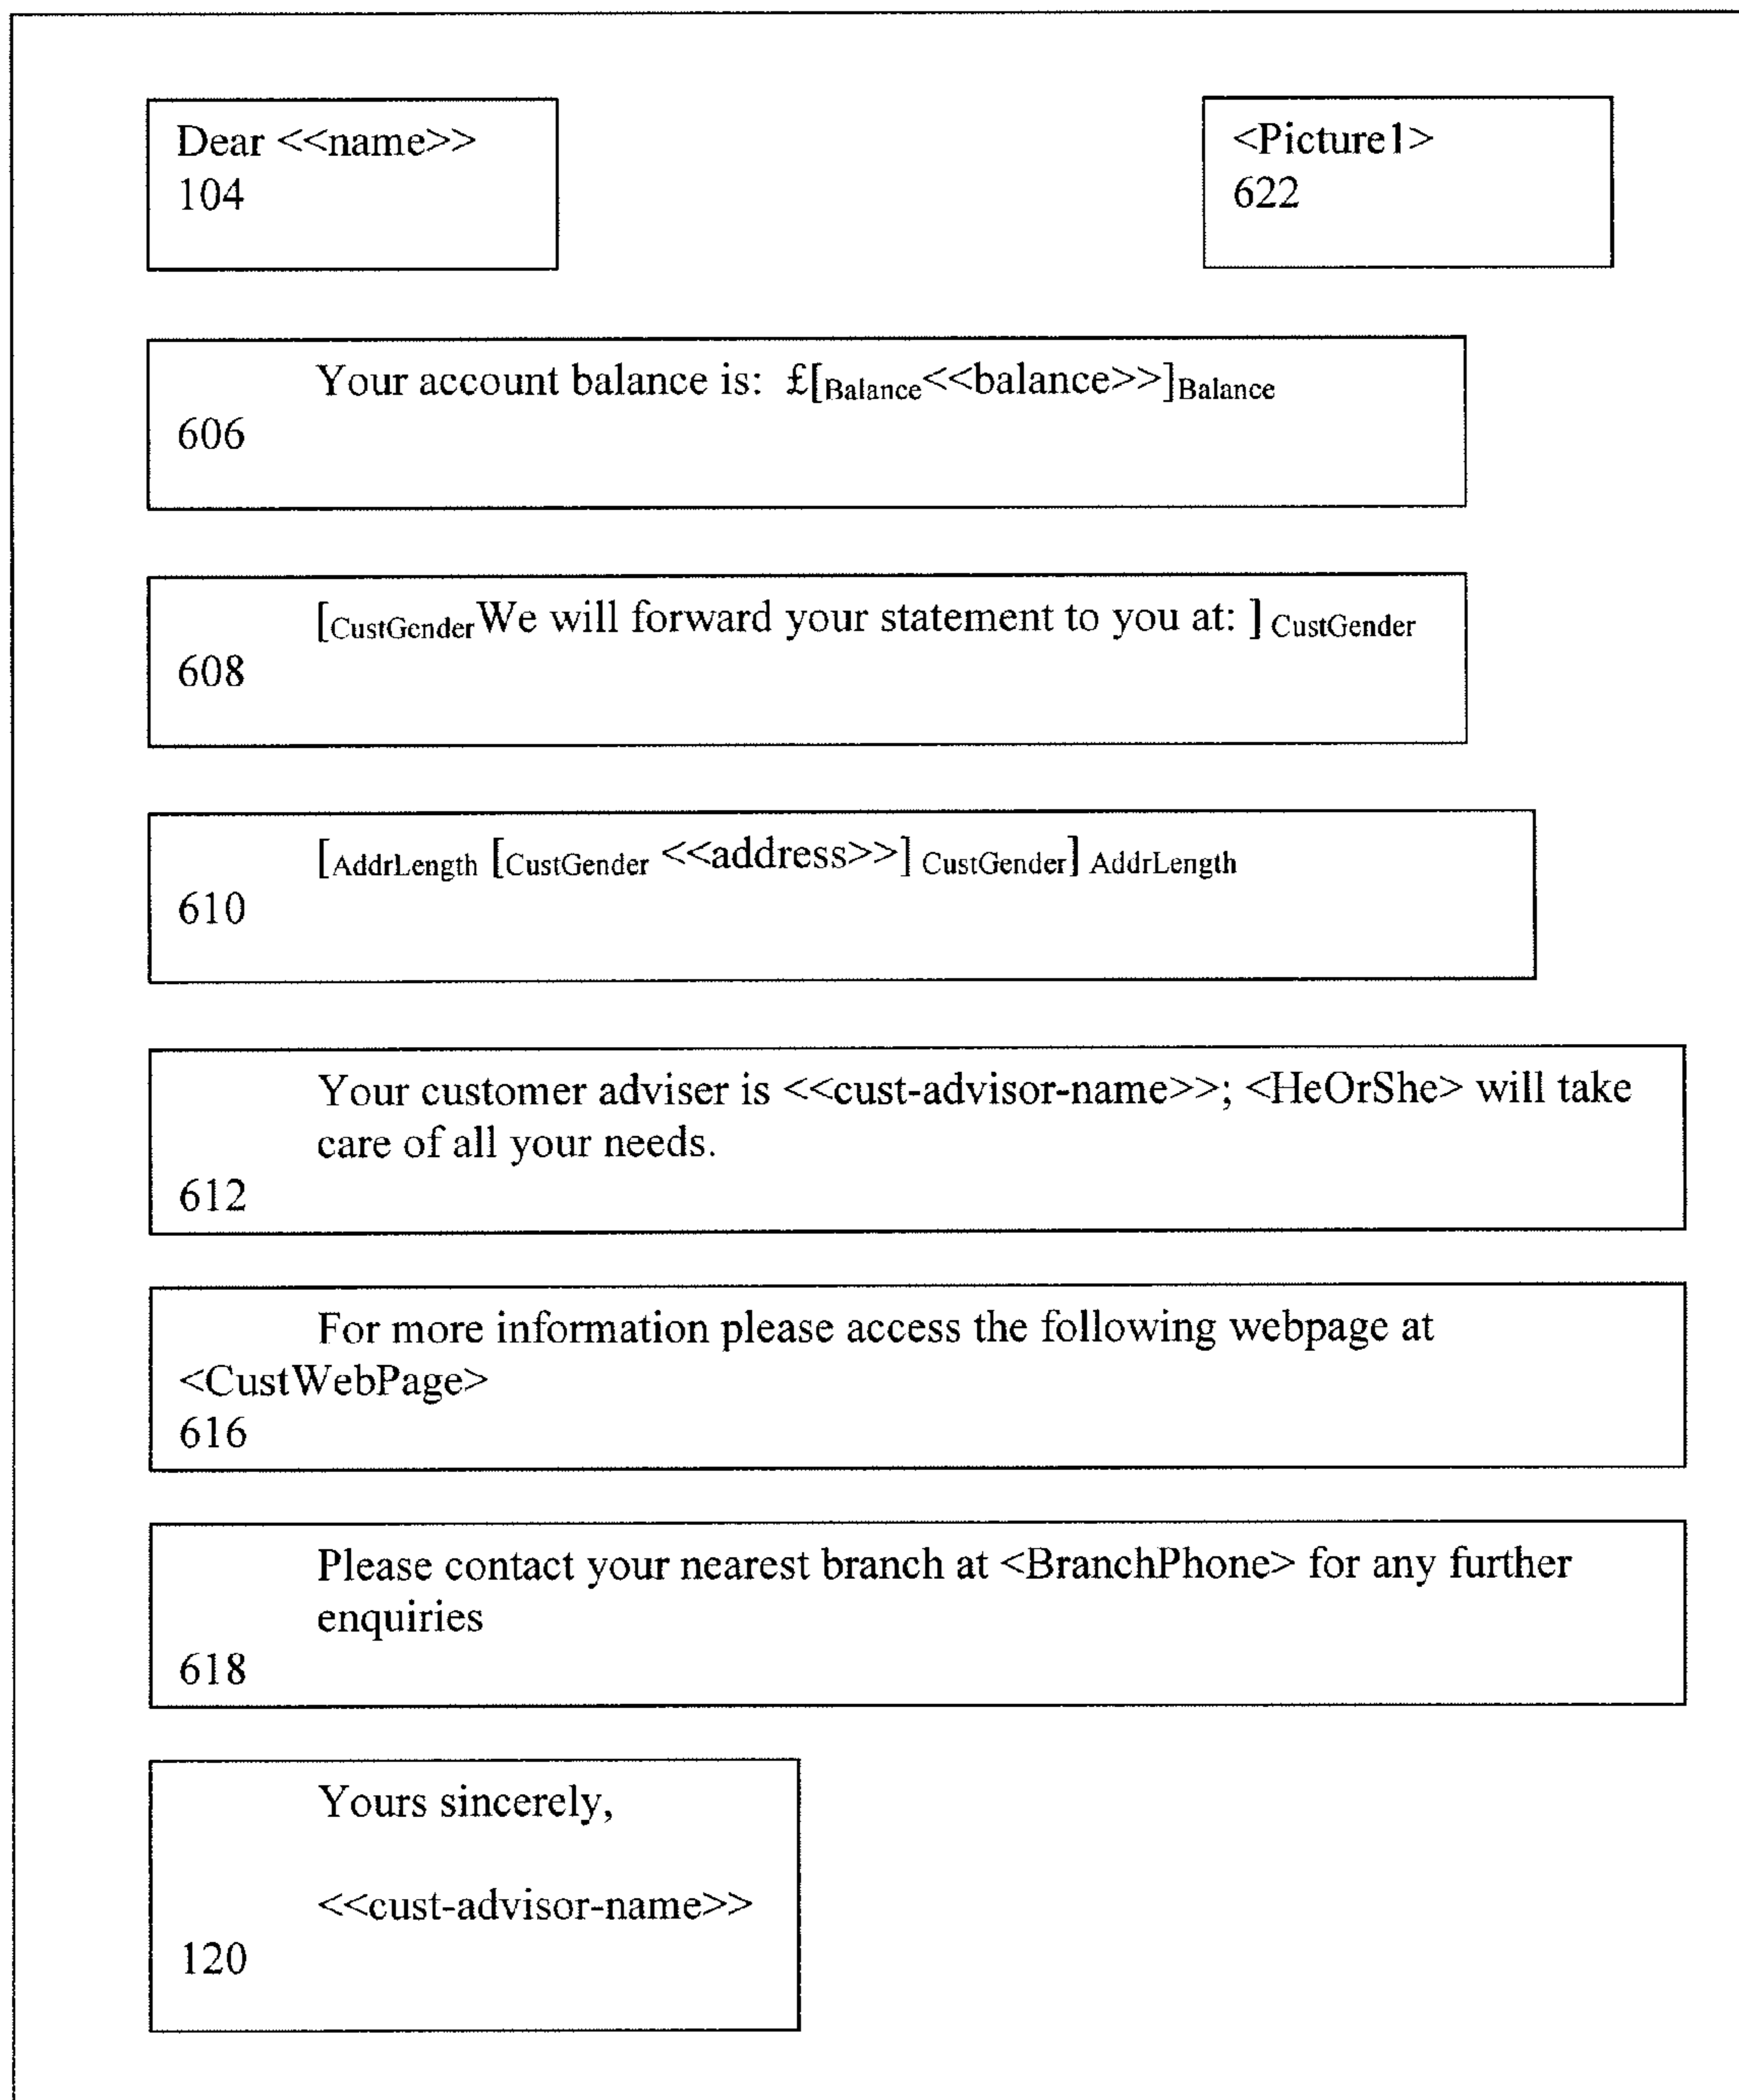 Dear <<name>>
104
<Picture1>
622
Your account balance is: £[Balance<<balance>>]Balance
606
[CustGenderWe will forward your statement to you at: ] CustGender
608
[AddrLength [CustGender <<address>>] CustGender] AddrLength
610
Your customer adviser is <<cust-advisor-name>>; <HeOrShe> will take
care of all your needs.
612
For more information please access the following webpage at
<CustWebPage>
616
Please contact your nearest branch at <BranchPhone> for any further
enquiries
618
Yours sincerely,
<<cust-advisor-name>>
120